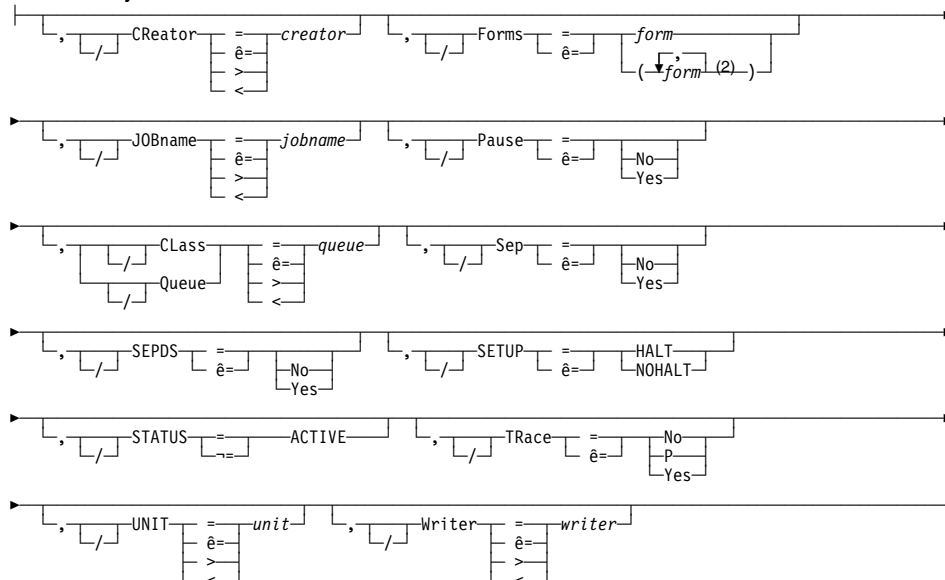 , / CReator = creator , / Forms = form
ê= ê= ( , form (2) )
>
<
, / JOBname = jobname , / Pause =
ê= ê= No
> Yes
<
, / CLass = queue , / Sep =
ê= ê= No
/ Queue > Yes
<
, / SEPDS = , / SETUP = HALT
ê= No ê= NOHALT
Yes
, / STATUS = ACTIVE , / TRace = No
¬= ê= P
Yes
, / UNIT = unit , / Writer = writer
ê= ê=
> >
< <